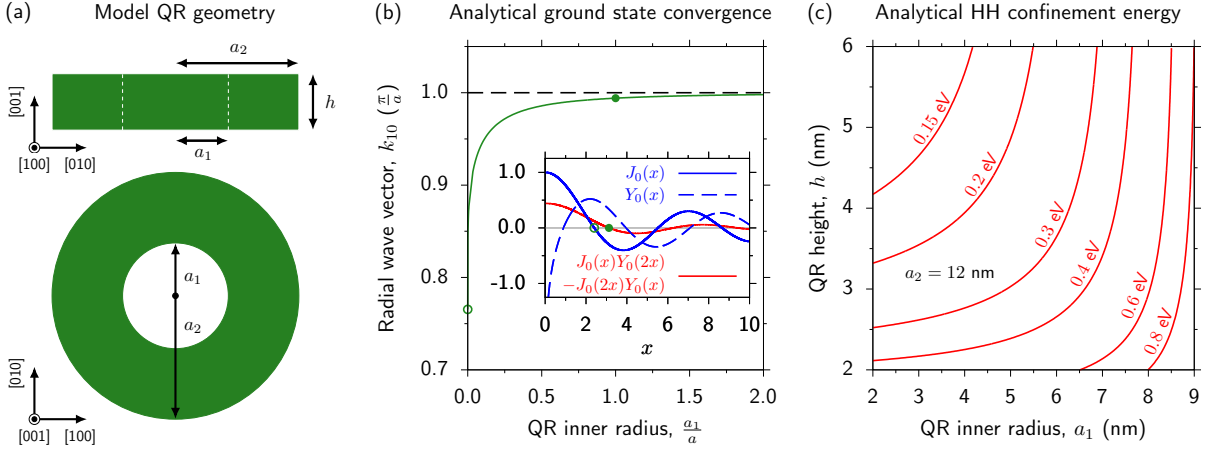 (a)
Model QR geometry
a₂
[001]
h
a₁
[100]
[010]
a₁
a₂
[010]
[001]
[100]
(b)
Analytical ground state convergence
Radial wave vector, k₁₀ (π/a)
1.0
0.9
0.8
0.7
0.0
0.5
1.0
1.5
2.0
QR inner radius, a₁/a
1.0
0.0
-1.0
J₀(x)
Y₀(x)
J₀(x)Y₀(2x)
−J₀(2x)Y₀(x)
0
2
4
6
8
10
x
(c)
Analytical HH confinement energy
QR height, h (nm)
6
5
4
3
2
0.15 eV
0.2 eV
0.3 eV
0.4 eV
0.6 eV
0.8 eV
a₂ = 12 nm
2
3
4
5
6
7
8
9
QR inner radius, a₁ (nm)